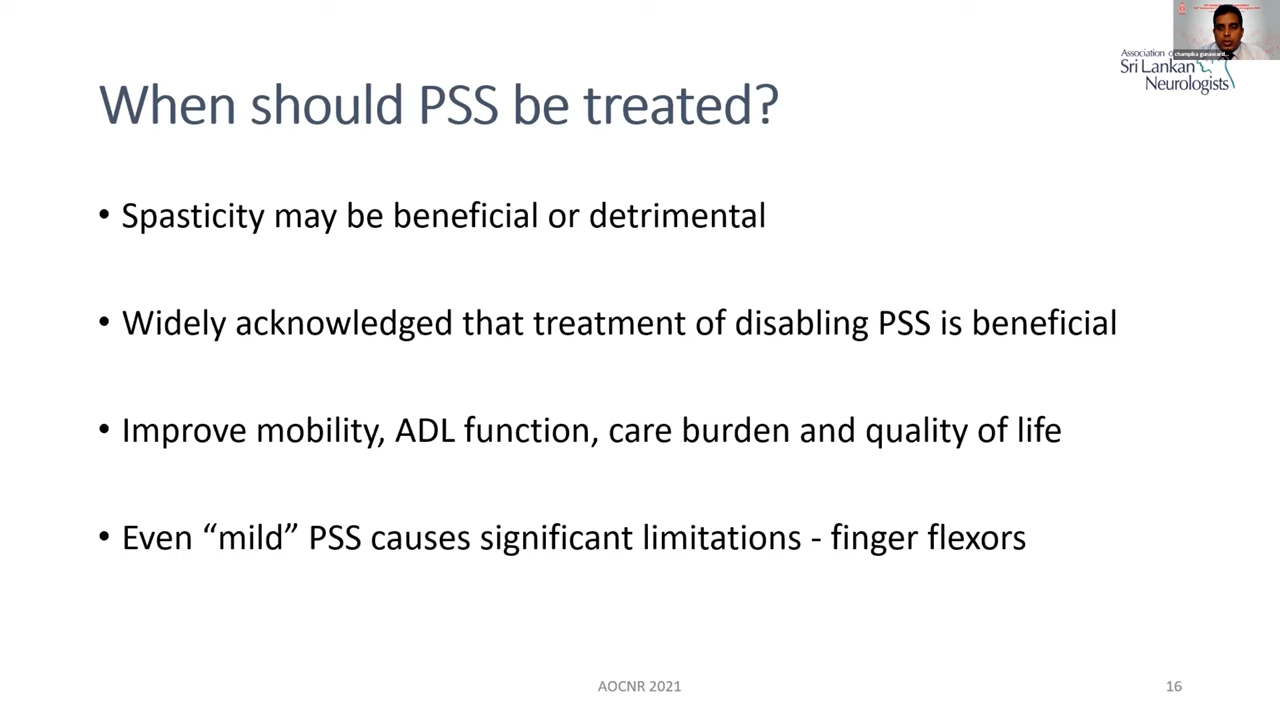 champika gunaward...
Association o
Sri Lankan
Neurologists
When should PSS be treated?
• Spasticity may be beneficial or detrimental
• Widely acknowledged that treatment of disabling PSS is beneficial
• Improve mobility, ADL function, care burden and quality of life
• Even “mild” PSS causes significant limitations - finger flexors
AOCNR 2021
16